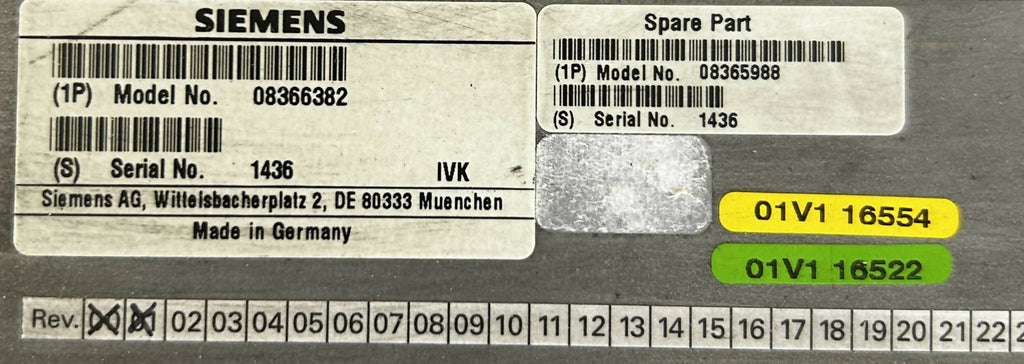 SIEMENS
(1P) Model No. 08366382
(S) Serial No. 1436 IVK
Siemens AG, Wittelsbacherplatz 2, DE 80333 Muenchen
Made in Germany
Spare Part
(1P) Model No. 08365988
(S) Serial No. 1436
01V1 16554
01V1 16522
Rev. 02 03 04 05 06 07 08 09 10 11 12 13 14 15 16 17 18 19 20 21 22